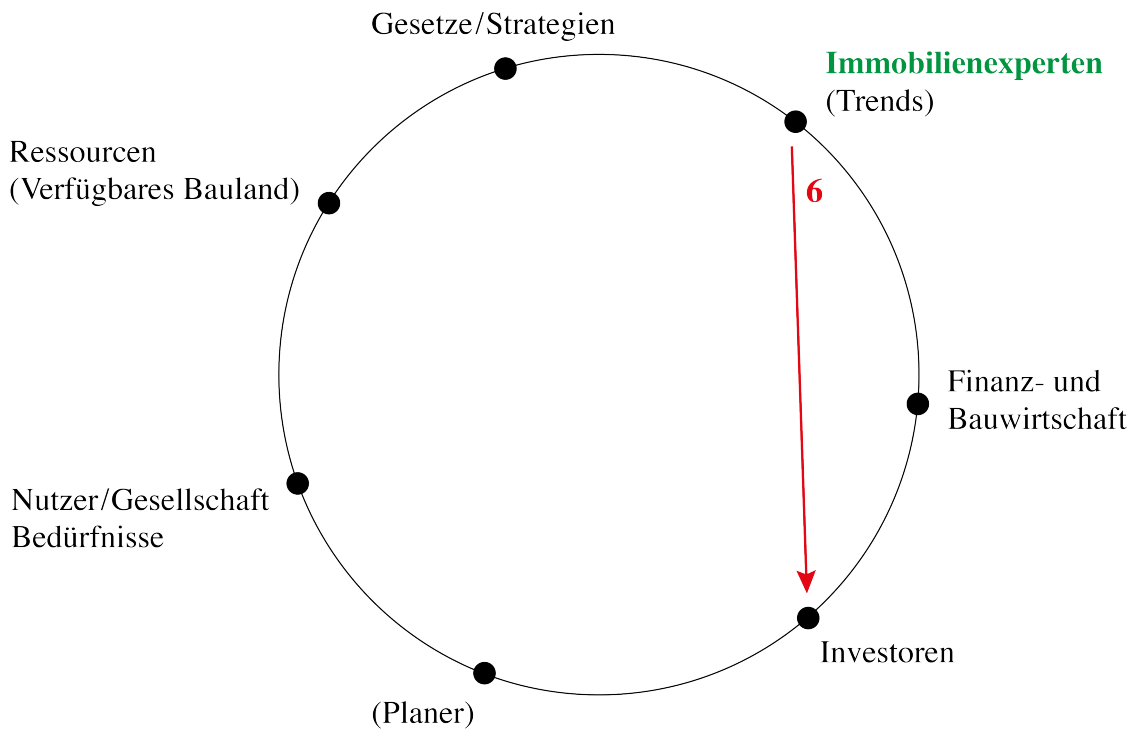 Gesetze/Strategien
Immobilienexperten
(Trends)
Ressourcen
(Verfügbares Bauland)
6
Finanz- und
Bauwirtschaft
Nutzer/Gesellschaft
Bedürfnisse
Investoren
(Planer)